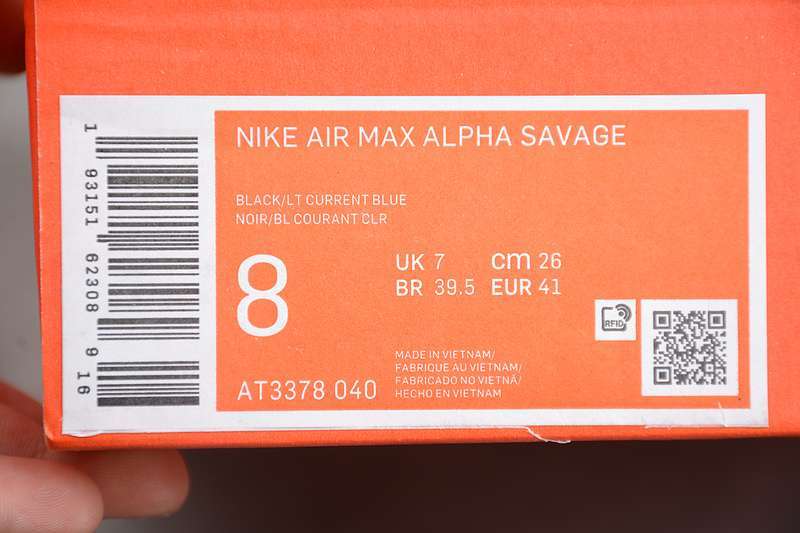 NIKE AIR MAX ALPHA SAVAGE
BLACK/LT CURRENT BLUE
NOIR/BL COURANT CLR
8
UK 7 cm 26
BR 39.5 EUR 41
RFID
MADE IN VIETNAM/
FABRIQUE AU VIETNAM/
FABRICADO NO VIETNÃ/
HECHO EN VIETNAM
AT3378 040
1 93151 62308 9 16